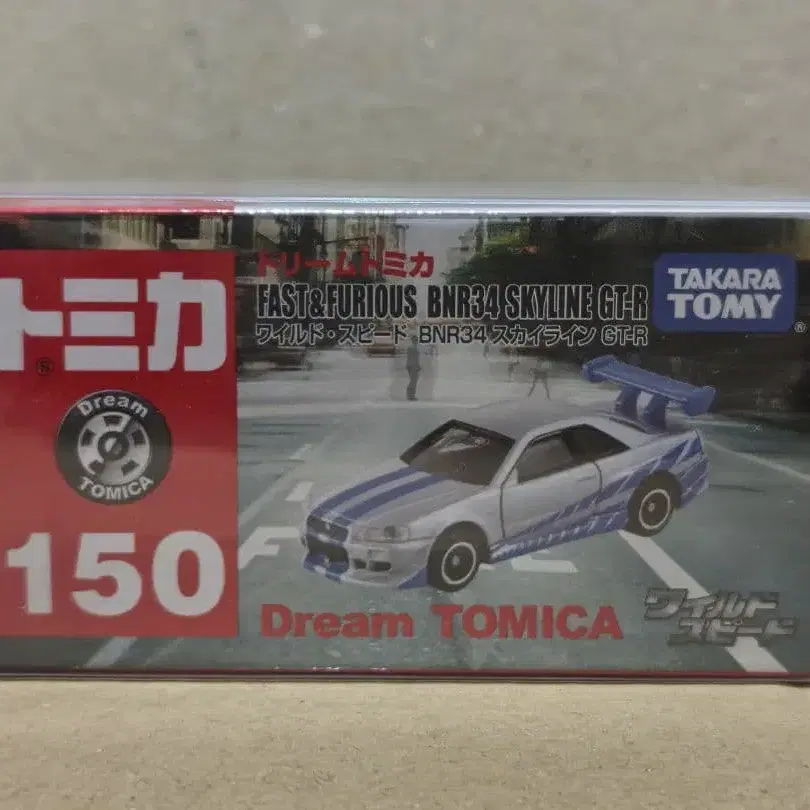 トミカ
®
Dream
TOMICA
150
ドリームトミカ
FAST&FURIOUS BNR34 SKYLINE GT-R
ワイルド・スピード BNR34 スカイライン GT-R
TAKARA
TOMY
®
Dream TOMICA
ワイルド
スピード